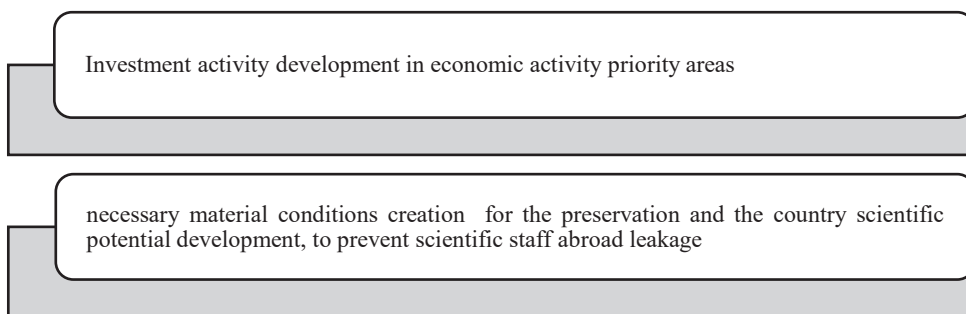 Investment activity development in economic activity priority areas
necessary material conditions creation for the preservation and the country scientific
potential development, to prevent scientific staff abroad leakage